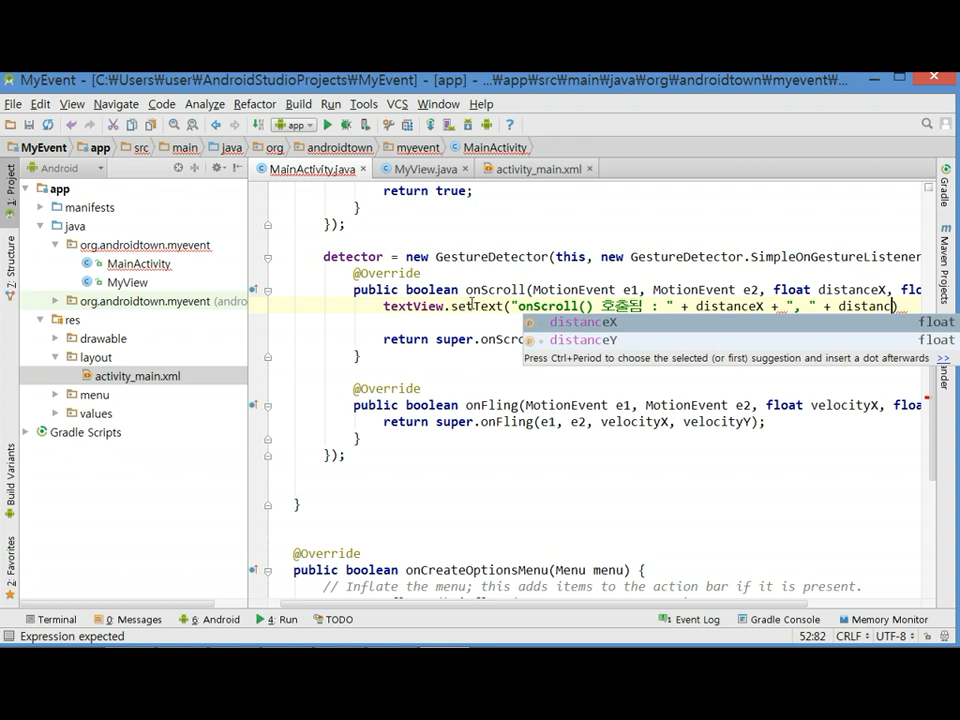 MyEvent - [C:￦Users￦user￦AndroidStudioProjects￦MyEvent] - [app] - ...￦app￦src￦main￦java￦org￦androidtown￦myevent￦...
File Edit View Navigate Code Analyze Refactor Build Run Tools VCS Window Help
app
MyEvent app src main java org androidtown myevent MainActivity
1: Project
7: Structure
Build Variants
2: Favorites
Android
MainActivity.java MyView.java activity_main.xml
app
manifests
java
org.androidtown.myevent
MainActivity
MyView
org.androidtown.myevent (andro
res
drawable
layout
activity_main.xml
menu
values
Gradle Scripts
return true;
}
});
detector = new GestureDetector(this, new GestureDetector.SimpleOnGestureListener
@Override
public boolean onScroll(MotionEvent e1, MotionEvent e2, float distanceX, flo
textView.setText("onScroll() 호출됨 : " + distanceX + ", " + distanc)
distanceX float
distanceY float
Press Ctrl+Period to choose the selected (or first) suggestion and insert a dot afterwards >>
return super.onScro
}
@Override
public boolean onFling(MotionEvent e1, MotionEvent e2, float velocityX, floa
return super.onFling(e1, e2, velocityX, velocityY);
}
});
}
@Override
public boolean onCreateOptionsMenu(Menu menu) {
// Inflate the menu; this adds items to the action bar if it is present.
Gradle
Maven Projects
Terminal 0: Messages 6: Android 4: Run TODO
1 Event Log Gradle Console Memory Monitor
Expression expected
52:82 CRLF UTF-8